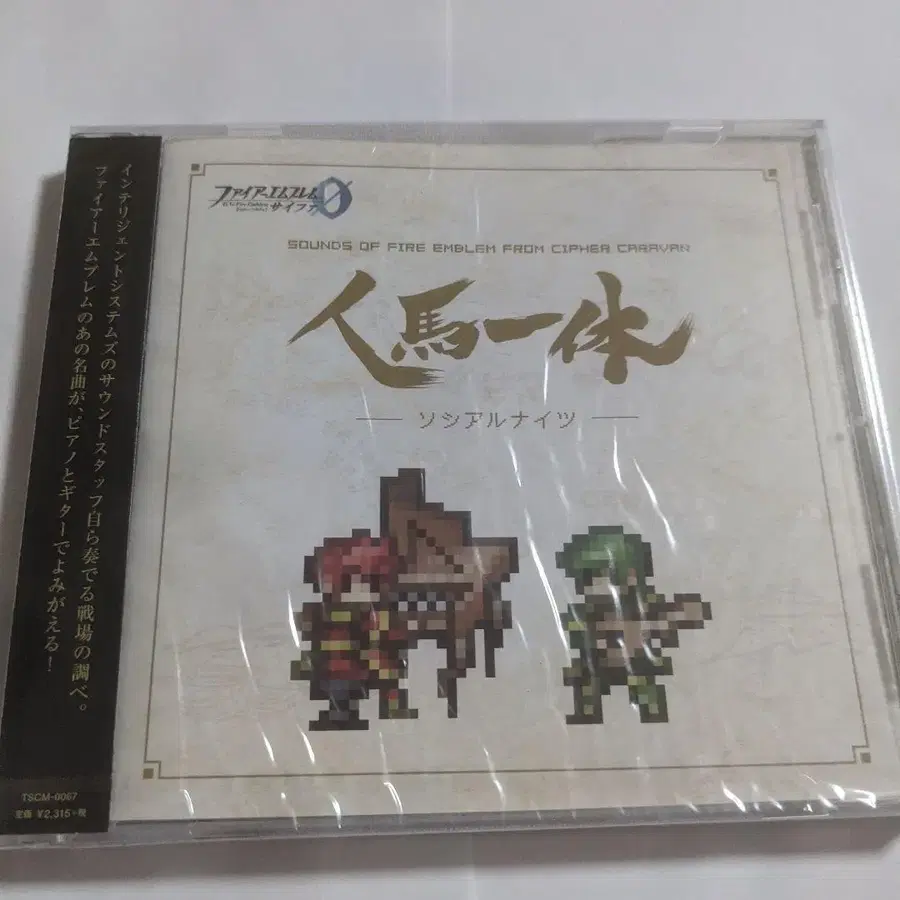 インテリジェントシステムズのサウンドスタッフ自ら奏でる戦場の調べ。
ファイアーエムブレムのあの名曲が、ピアノとギターでよみがえる!
TSCM-0067
定価 ¥2,315+税
ファイアーエムブレム
サイファ
SOUNDS OF FIRE EMBLEM FROM CIPHER CARAVAN
人馬一体
ソシアルナイツ